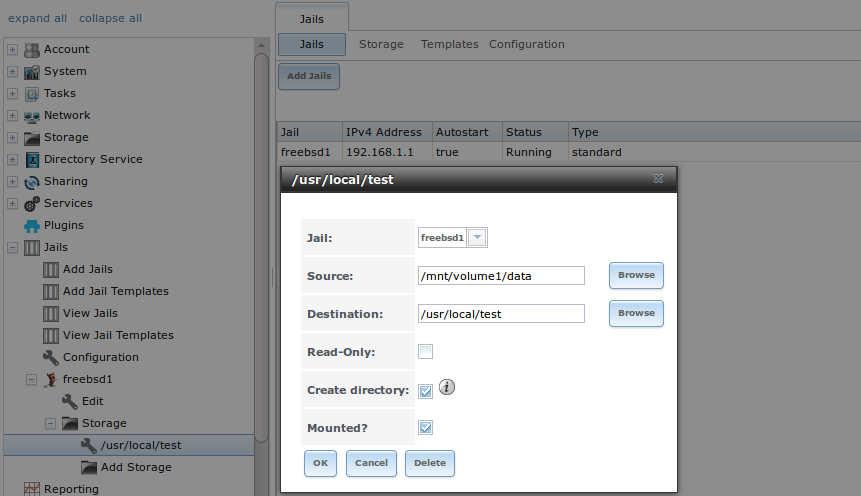 expand all collapse all
Account
System
Tasks
Network
Storage
Directory Service
Sharing
Services
Plugins
Jails
Add Jails
Add Jail Templates
View Jails
View Jail Templates
Configuration
freebsd1
Edit
Storage
/usr/local/test
Add Storage
Reporting
Jails
Jails Storage Templates Configuration
Add Jails
Jail IPv4 Address Autostart Status Type
freebsd1 192.168.1.1 true Running standard
/usr/local/test
Jail: freebsd1
Source: /mnt/volume1/data Browse
Destination: /usr/local/test Browse
Read-Only:
Create directory: i
Mounted?
OK Cancel Delete